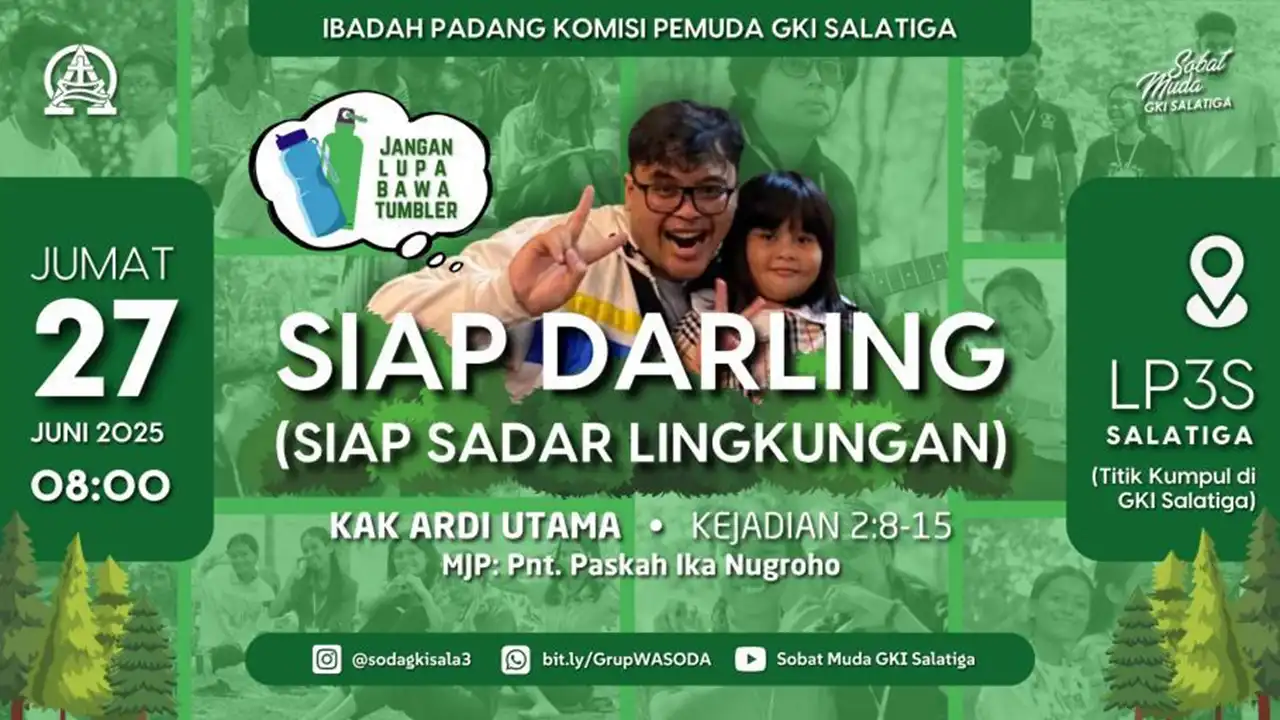 IBADAH PADANG KOMISI PEMUDA GKI SALATIGA
Sobat
Muda
GKI SALATIGA
JANGAN
LUPA
BAWA
TUMBLER
JUMAT
27
JUNI 2025
08:00
SIAP DARLING
(SIAP SADAR LINGKUNGAN)
KAK ARDI UTAMA • KEJADIAN 2:8-15
MJP: Pnt. Paskah Ika Nugroho
LP3S
SALATIGA
(Titik Kumpul di
GKI Salatiga)
@sodagkisala3 bit.ly/GrupWASODA Sobat Muda GKI Salatiga